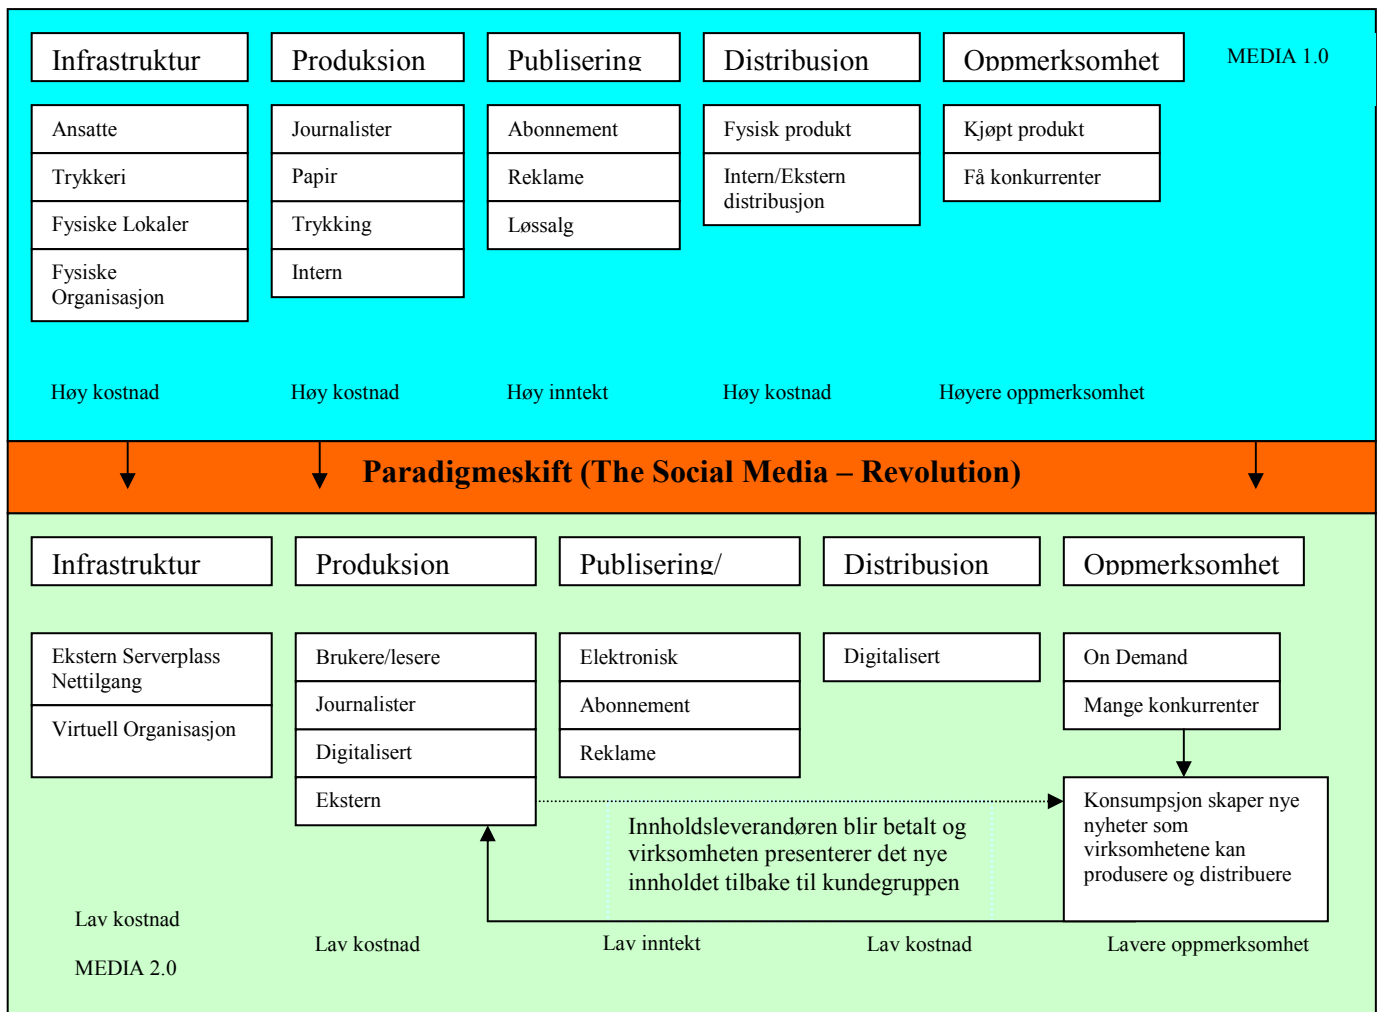 Infrastruktur
Produksjon
Publisering
Distribusjon
Oppmerksomhet
MEDIA 1.0
Ansatte
Trykkeri
Fysiske Lokaler
Fysiske
Organisasjon
Journalister
Papir
Trykking
Intern
Abonnement
Reklame
Løssalg
Fysisk produkt
Intern/Ekstern
distribusjon
Kjøpt produkt
Få konkurrenter
Høy kostnad
Høy kostnad
Høy inntekt
Høy kostnad
Høyere oppmerksomhet
Paradigmeskift (The Social Media – Revolution)
Infrastruktur
Produksjon
Publisering/
Distribusjon
Oppmerksomhet
Ekstern Serverplass
Nettilgang
Virtuell Organisasjon
Brukere/lesere
Journalister
Digitalisert
Ekstern
Elektronisk
Abonnement
Reklame
Digitalisert
On Demand
Mange konkurrenter
Konsumpsjon skaper nye
nyheter som
virksomhetene kan
produsere og distribuere
Innholdsleverandøren blir betalt og
virksomheten presenterer det nye
innholdet tilbake til kundegruppen
Lav kostnad
Lav kostnad
Lav inntekt
Lav kostnad
Lavere oppmerksomhet
MEDIA 2.0